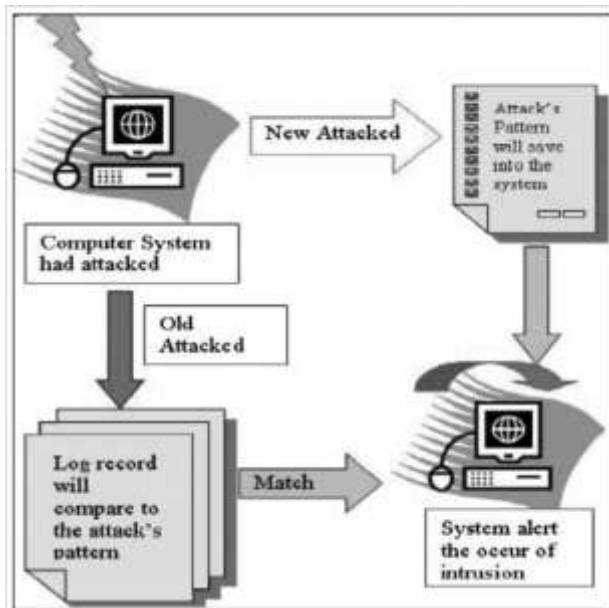 New Attacked
Attack's
Pattern
will save
into the
system
Computer System
had attacked
Old
Attacked
Log record
will
compare to
the attack's
pattern
Match
System alert
the occur of
intrusion